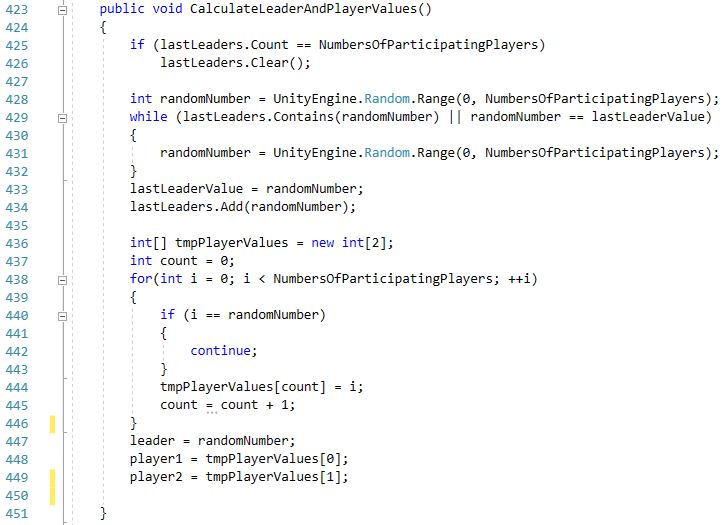 423 public void CalculateLeaderAndPlayerValues()
424 {
425 if (lastLeaders.Count == NumbersOfParticipatingPlayers)
426 lastLeaders.Clear();
427
428 int randomNumber = UnityEngine.Random.Range(0, NumbersOfParticipatingPlayers);
429 while (lastLeaders.Contains(randomNumber) || randomNumber == lastLeaderValue)
430 {
431 randomNumber = UnityEngine.Random.Range(0, NumbersOfParticipatingPlayers);
432 }
433 lastLeaderValue = randomNumber;
434 lastLeaders.Add(randomNumber);
435
436 int[] tmpPlayerValues = new int[2];
437 int count = 0;
438 for(int i = 0; i < NumbersOfParticipatingPlayers; ++i)
439 {
440 if (i == randomNumber)
441 {
442 continue;
443 }
444 tmpPlayerValues[count] = i;
445 count = count + 1;
446 }
447 leader = randomNumber;
448 player1 = tmpPlayerValues[0];
449 player2 = tmpPlayerValues[1];
450
451 }